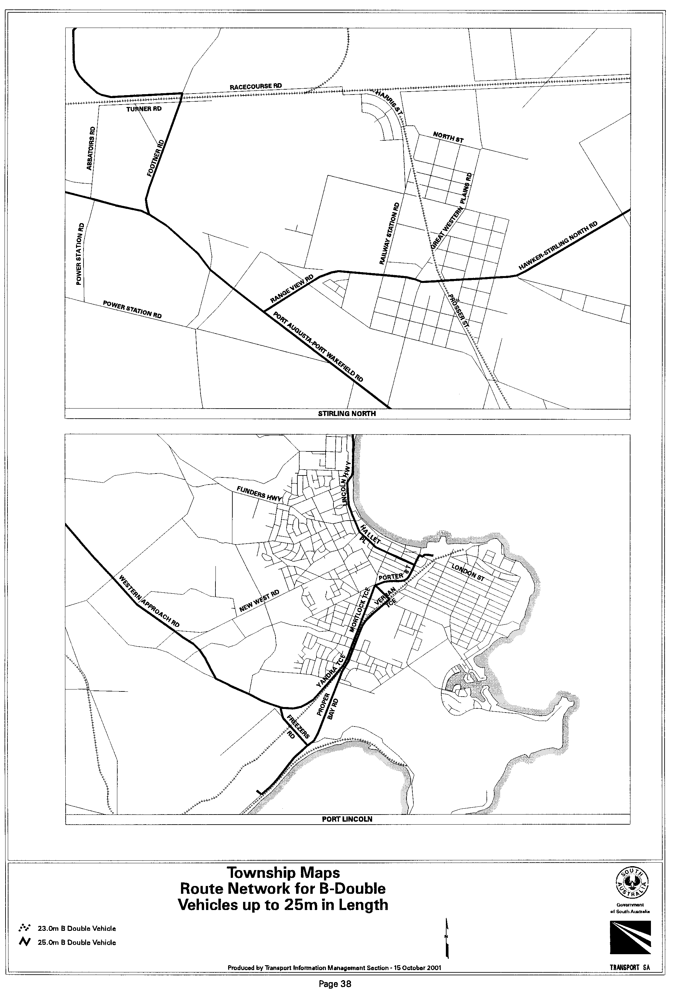 RACECOURSE RD
HARRIS ST
TURNER RD
ABBATOIRS RD
FOOTNER RD
NORTH ST
GREAT WESTERN PLAINS RD
RAILWAY STATION RD
POWER STATION RD
HAWKER-STIRLING NORTH RD
RANGE VIEW RD
POWER STATION RD
PROSSER ST
PORT AUGUSTA-PORT WAKEFIELD RD
STIRLING NORTH
LINCOLN HWY
FLINDERS HWY
HALLET
PL
LONDON ST
PORTER ST
WESTERN APPROACH RD
NEW WEST RD
MORTLOCK TCE
VERRAN
TCE
YANDRA TCE
PROPER
BAY RD
FREEZERS
RD
PORT LINCOLN
Township Maps
Route Network for B-Double
Vehicles up to 25m in Length
SOUTH
AUSTRALIA
Government
of South Australia
23.0m B Double Vehicle
25.0m B Double Vehicle
N
Produced by Transport Information Management Section - 15 October 2001
TRANSPORT SA
Page 38